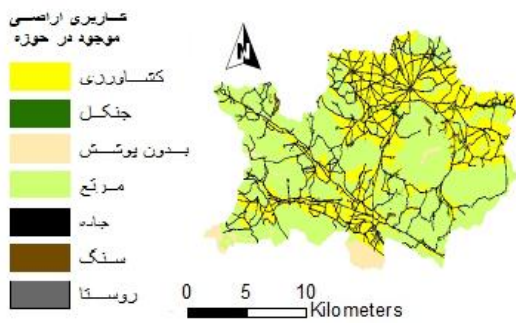 کاربری اراضی
موجود در حوزه
N
کشاورزی
جنگل
بدون پوشش
مرتع
جاده
سنگ
روستا
0 5 10
Kilometers